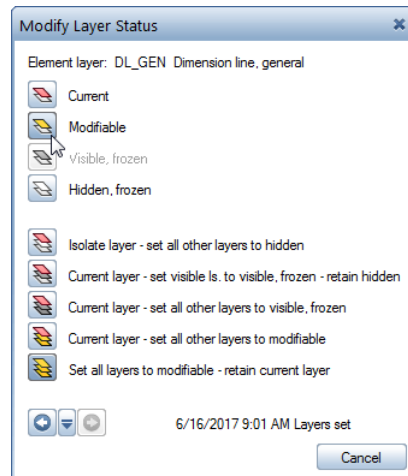 Modify Layer Status
Element layer: DL_GEN Dimension line, general
Current
Modifiable
Visible, frozen
Hidden, frozen
Isolate layer - set all other layers to hidden
Current layer - set visible ls. to visible, frozen - retain hidden
Current layer - set all other layers to visible, frozen
Current layer - set all other layers to modifiable
Set all layers to modifiable - retain current layer
6/16/2017 9:01 AM Layers set
Cancel